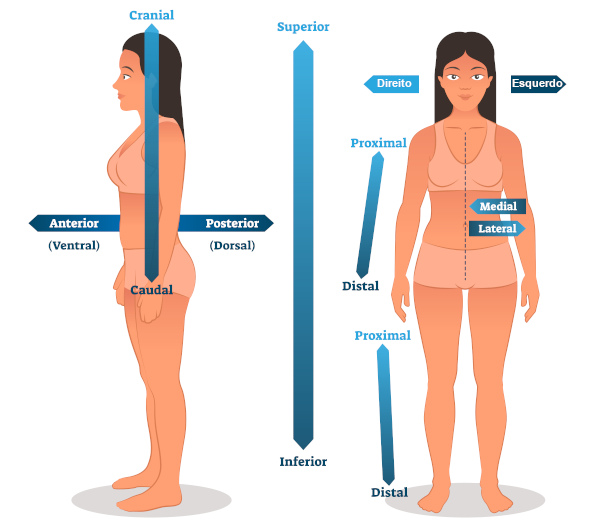 Cranial
Anterior
(Ventral)
Posterior
(Dorsal)
Caudal
Superior
Inferior
Direito
Esquerdo
Proximal
Medial
Lateral
Distal
Proximal
Distal